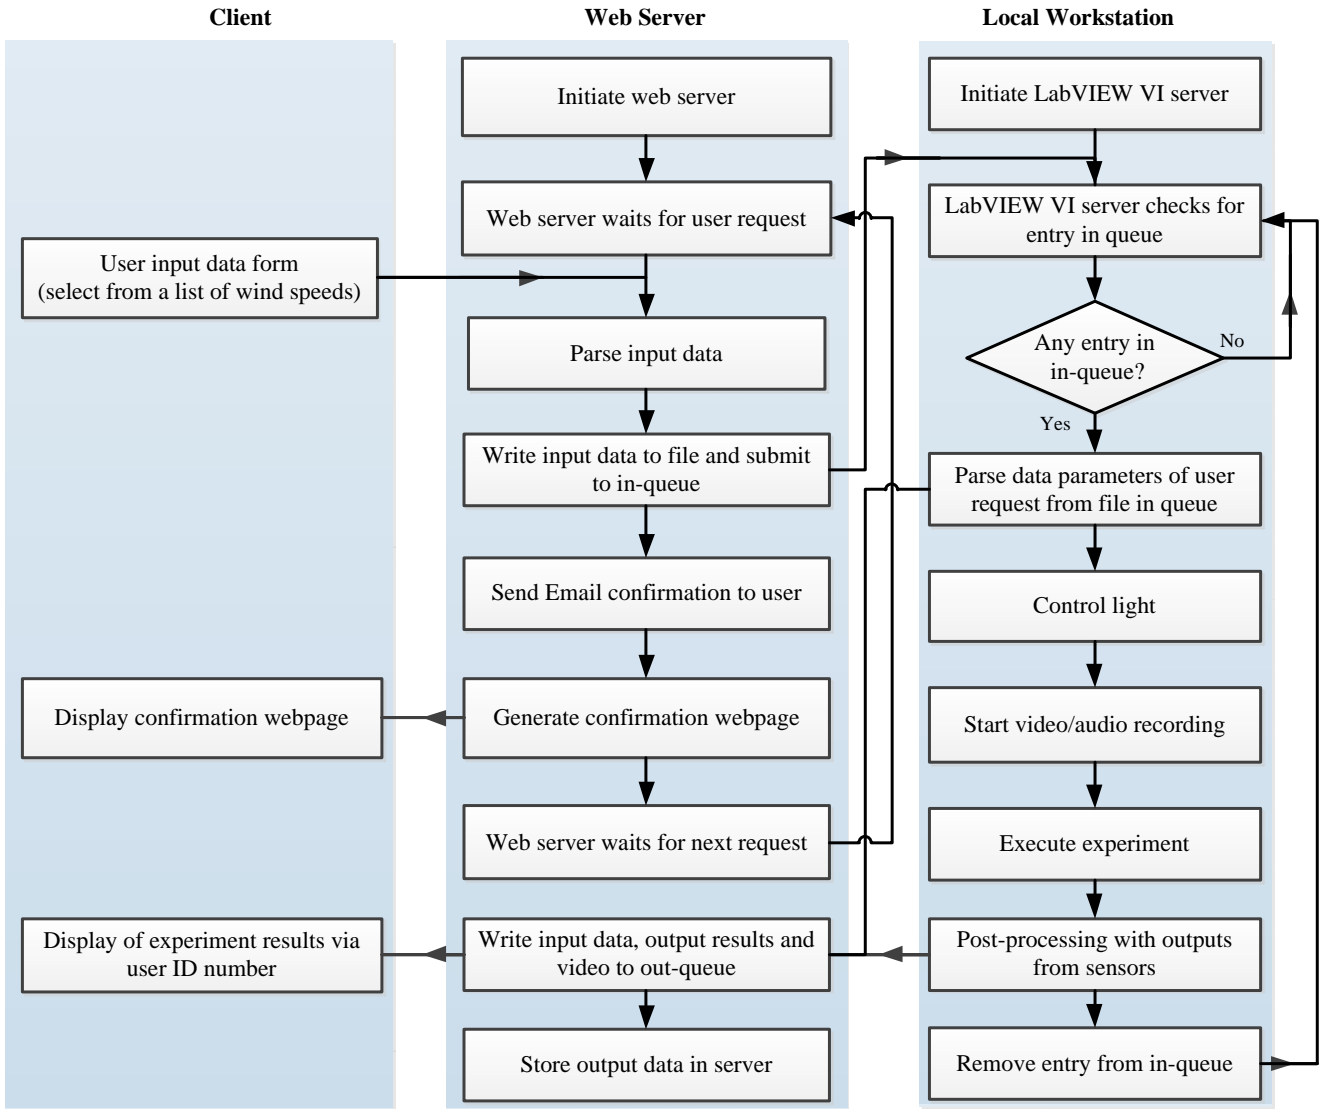 Client
Web Server
Local Workstation
Initiate web server
Initiate LabVIEW VI server
Web server waits for user request
LabVIEW VI server checks for
entry in queue
User input data form
(select from a list of wind speeds)
Parse input data
Any entry in
in-queue?
No
Yes
Write input data to file and submit
to in-queue
Parse data parameters of user
request from file in queue
Send Email confirmation to user
Control light
Display confirmation webpage
Generate confirmation webpage
Start video/audio recording
Web server waits for next request
Execute experiment
Display of experiment results via
user ID number
Write input data, output results and
video to out-queue
Post-processing with outputs
from sensors
Store output data in server
Remove entry from in-queue